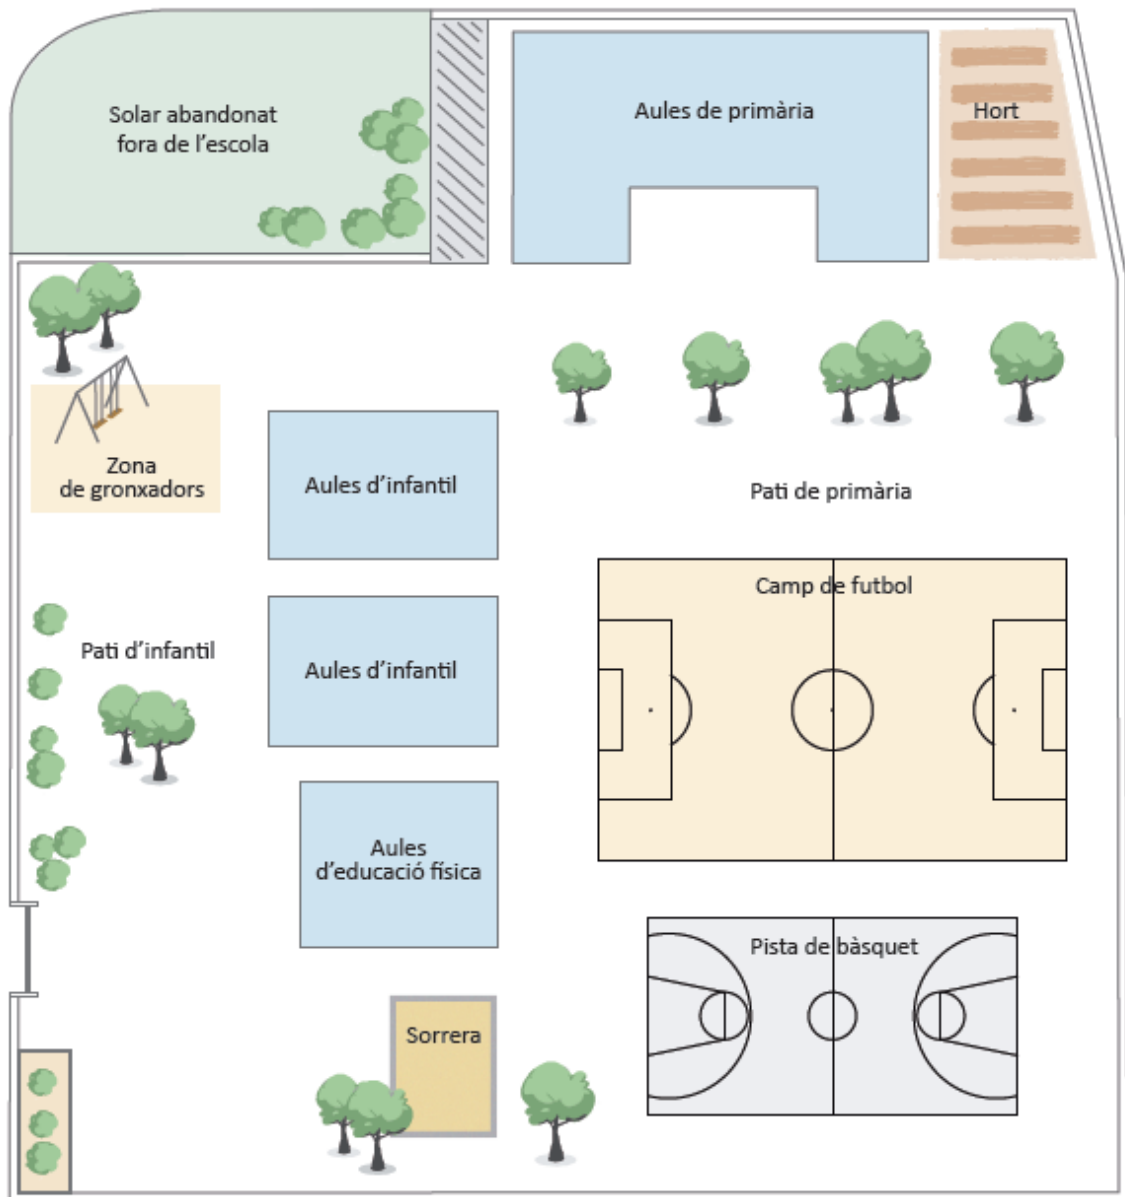 Solar abandonat
fora de l’escola
Aules de primària
Hort
Zona
de gronxadors
Aules d’infantil
Pati de primària
Camp de futbol
Pati d’infantil
Aules d’infantil
Aules
d’educació física
Pista de bàsquet
Sorrera